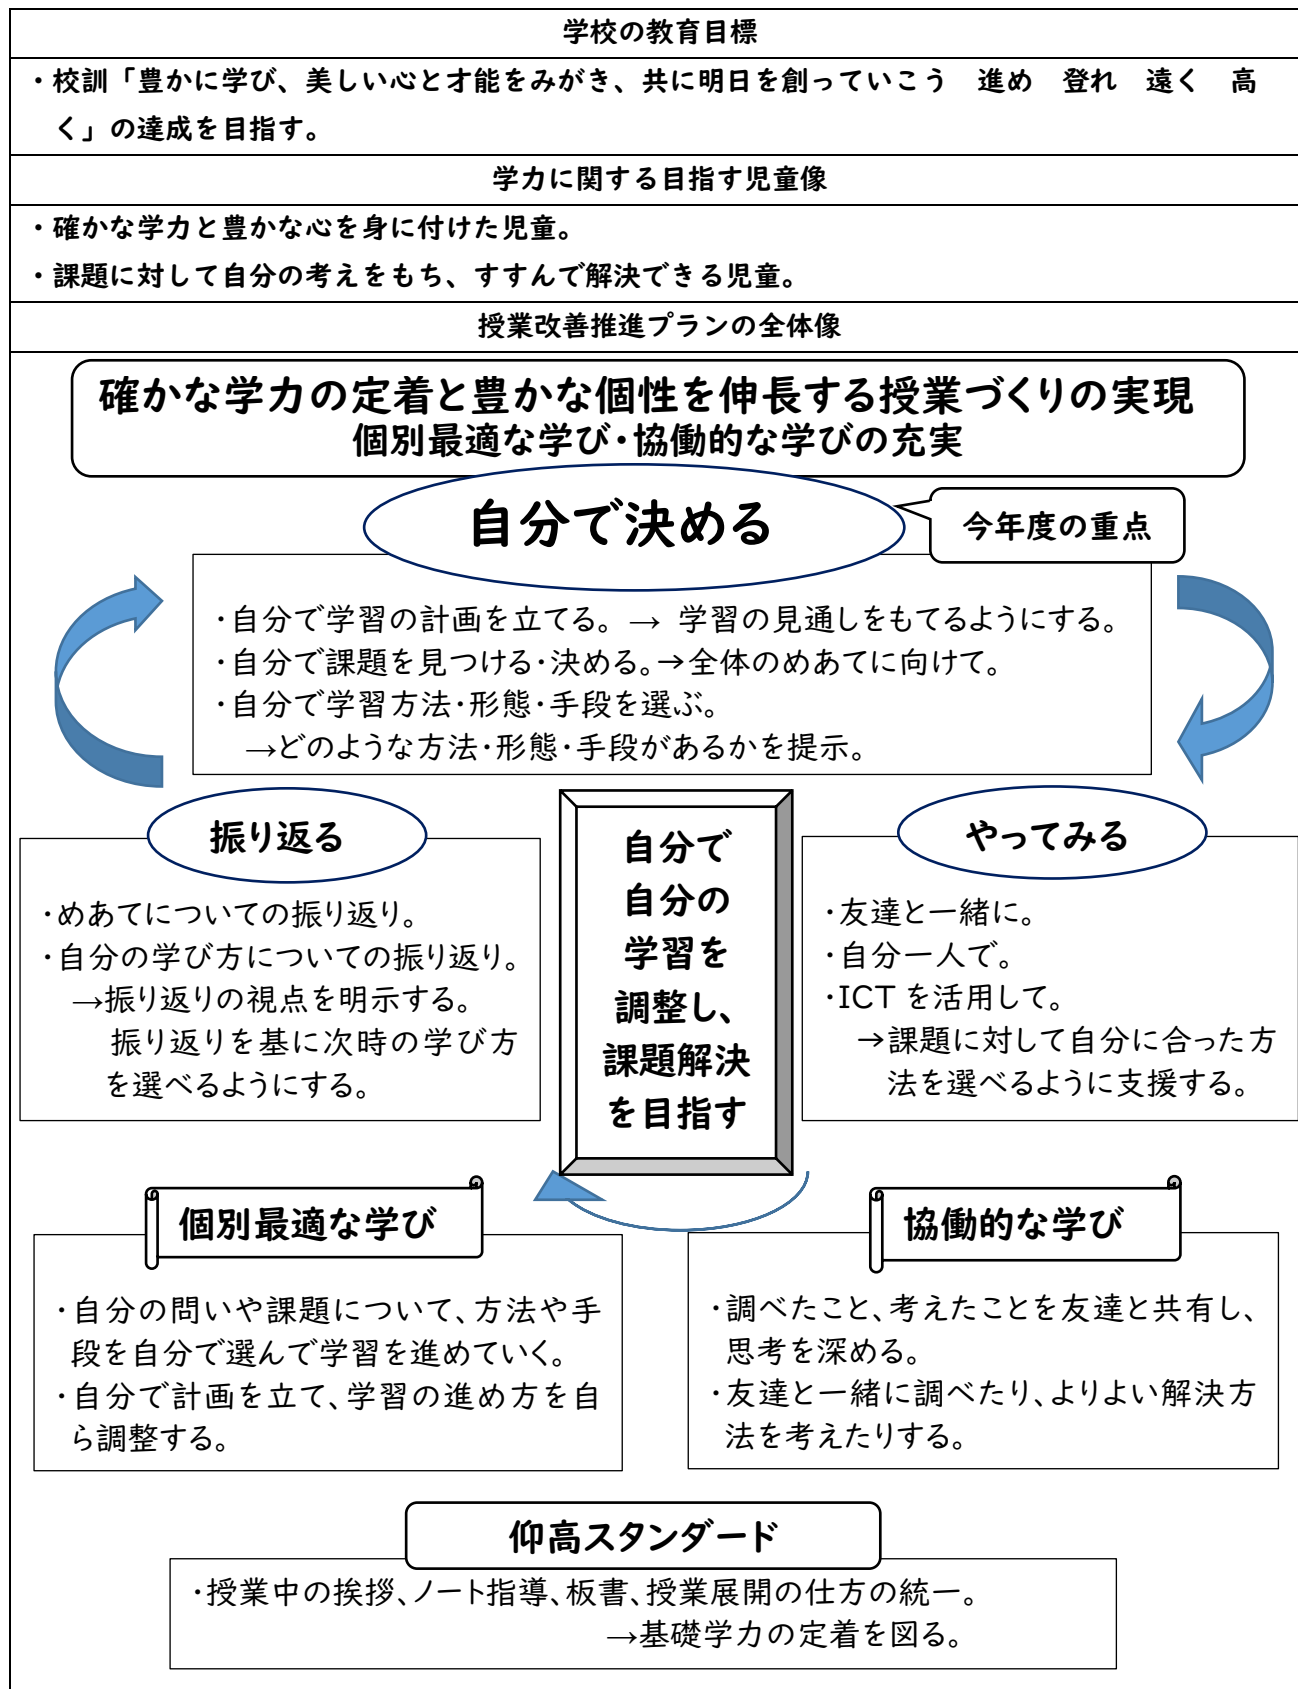 学校の教育目標
・校訓「豊かに学び、美しい心と才能をみがき、共に明日を創っていこう　進め　登れ　遠く　高
く」の達成を目指す。
学力に関する目指す児童像
・確かな学力と豊かな心を身に付けた児童。
・課題に対して自分の考えをもち、すすんで解決できる児童。
授業改善推進プランの全体像
確かな学力の定着と豊かな個性を伸長する授業づくりの実現
個別最適な学び・協働的な学びの充実
自分で決める
今年度の重点
・自分で学習の計画を立てる。→ 学習の見通しをもてるようにする。
・自分で課題を見つける・決める。→全体のめあてに向けて。
・自分で学習方法・形態・手段を選ぶ。
→どのような方法・形態・手段があるかを提示。
振り返る
・めあてについての振り返り。
・自分の学び方についての振り返り。
→振り返りの視点を明示する。
振り返りを基に次時の学び方
を選べるようにする。
自分で
自分の
学習を
調整し、
課題解決
を目指す
やってみる
・友達と一緒に。
・自分一人で。
・ICT を活用して。
→課題に対して自分に合った方
法を選べるように支援する。
個別最適な学び
・自分の問いや課題について、方法や手
段を自分で選んで学習を進めていく。
・自分で計画を立て、学習の進め方を自
ら調整する。
協働的な学び
・調べたこと、考えたことを友達と共有し、
思考を深める。
・友達と一緒に調べたり、よりよい解決方
法を考えたりする。
仰高スタンダード
・授業中の挨拶、ノート指導、板書、授業展開の仕方の統一。
→基礎学力の定着を図る。